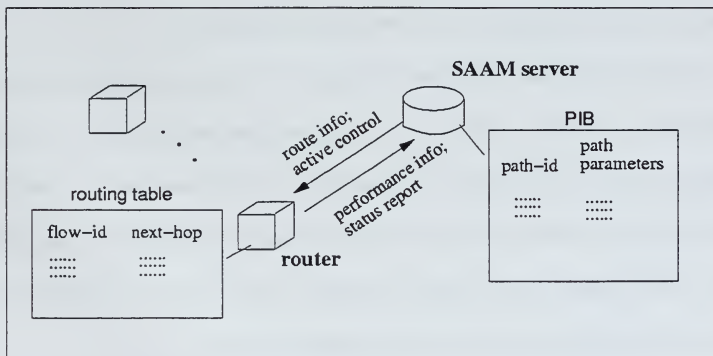 SAAM server
route info;
active control
performance info;
status report
PIB
path-id
path
parameters
routing table
flow-id next-hop
router